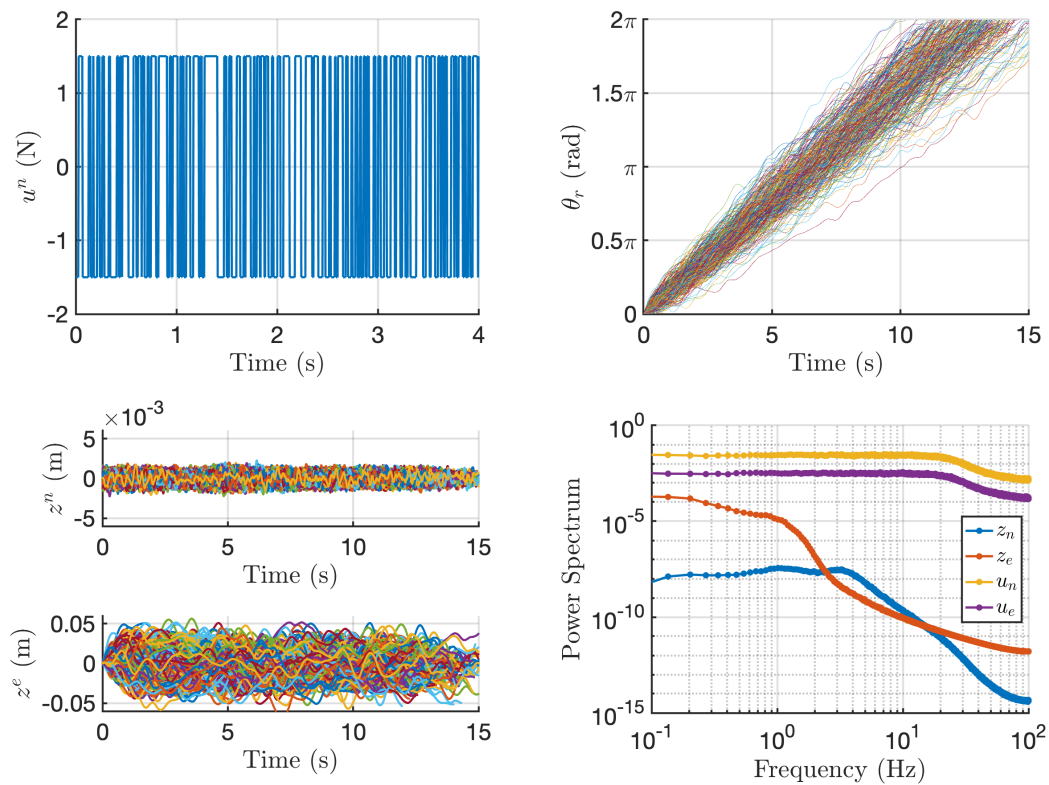 2
1
0
-1
-2
u^n (N)
0 1 2 3 4
Time (s)
2π
1.5π
π
0.5π
0
θ_r (rad)
0 5 10 15
Time (s)
×10^-3
5
0
-5
z^n (m)
0 5 10 15
Time (s)
0.05
0
-0.05
z^e (m)
0 5 10 15
Time (s)
10^0
10^-5
10^-10
10^-15
Power Spectrum
z_n
z_e
u_n
u_e
10^-1 10^0 10^1 10^2
Frequency (Hz)